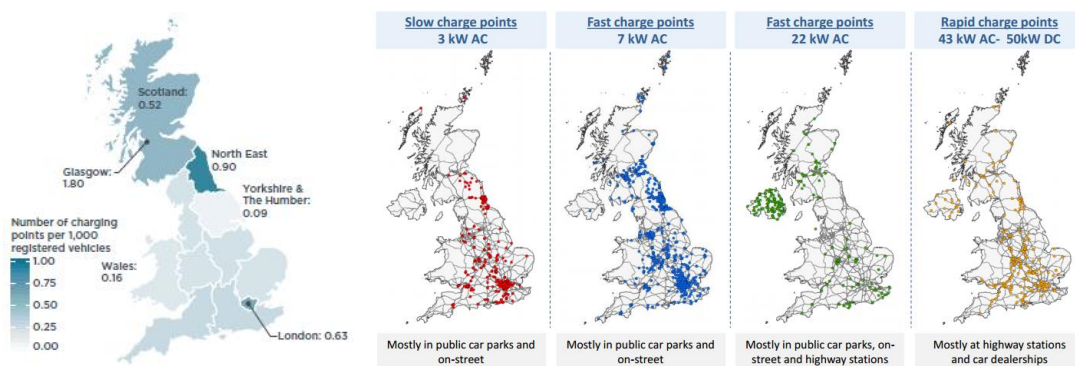 Scotland:
0.52
Glasgow:
1.80
North East
0.90
Yorkshire &
The Humber:
0.09
Number of charging
points per 1,000
registered vehicles
1.00
0.75
0.50
0.25
0.00
Wales:
0.16
London: 0.63
Slow charge points
3 kW AC
Mostly in public car parks and
on-street
Fast charge points
7 kW AC
Mostly in public car parks and
on-street
Fast charge points
22 kW AC
Mostly in public car parks, on-
street and highway stations
Rapid charge points
43 kW AC- 50kW DC
Mostly at highway stations
and car dealerships